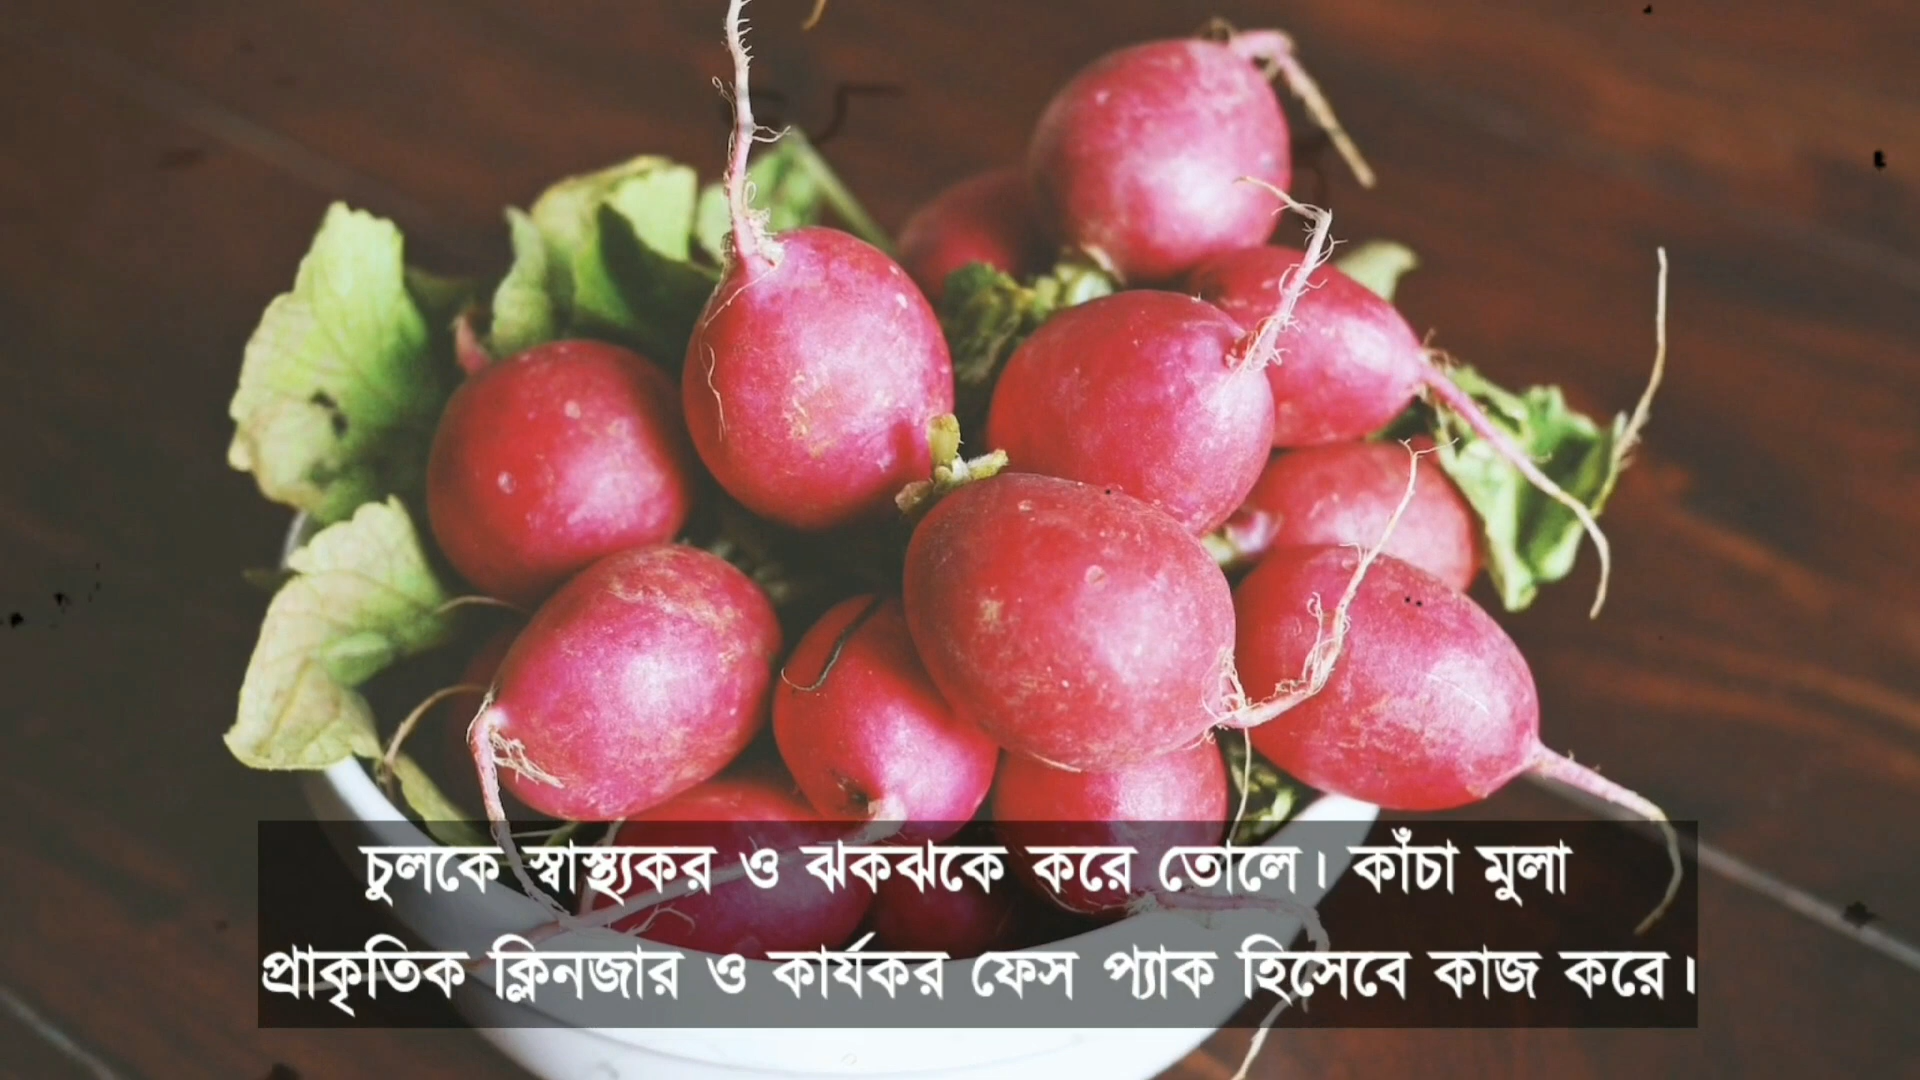 চুলকে স্বাস্থ্যকর ও ঝকঝকে করে তোলে। কাঁচা মুলা
প্রাকৃতিক ক্লিনজার ও কার্যকর ফেস প্যাক হিসেবে কাজ করে।